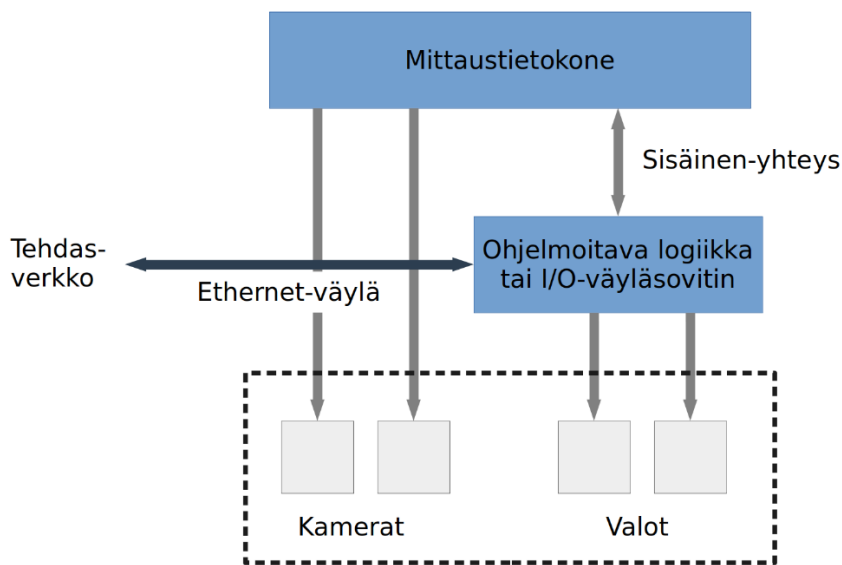 Mittaustietokone
Sisäinen-yhteys
Tehdas-
verkko
Ohjelmoitava logiikka
tai I/O-väyläsovitin
Ethernet-väylä
Kamerat
Valot